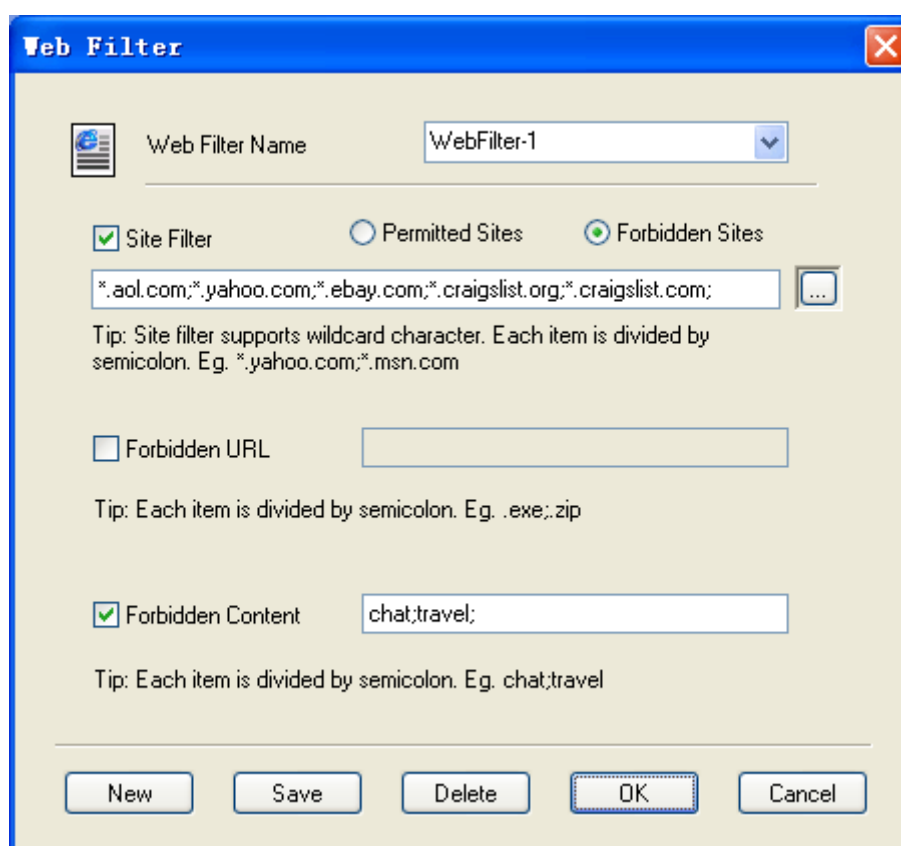 Web Filter
Web Filter Name
WebFilter-1
Site Filter
Permitted Sites
Forbidden Sites
*.aol.com;*.yahoo.com;*.ebay.com;*.craigslist.org;*.craigslist.com;
...
Tip: Site filter supports wildcard character. Each item is divided by
semicolon. Eg. *.yahoo.com;*.msn.com
Forbidden URL
Tip: Each item is divided by semicolon. Eg. .exe;.zip
Forbidden Content
chat;travel;
Tip: Each item is divided by semicolon. Eg. chat;travel
New
Save
Delete
OK
Cancel